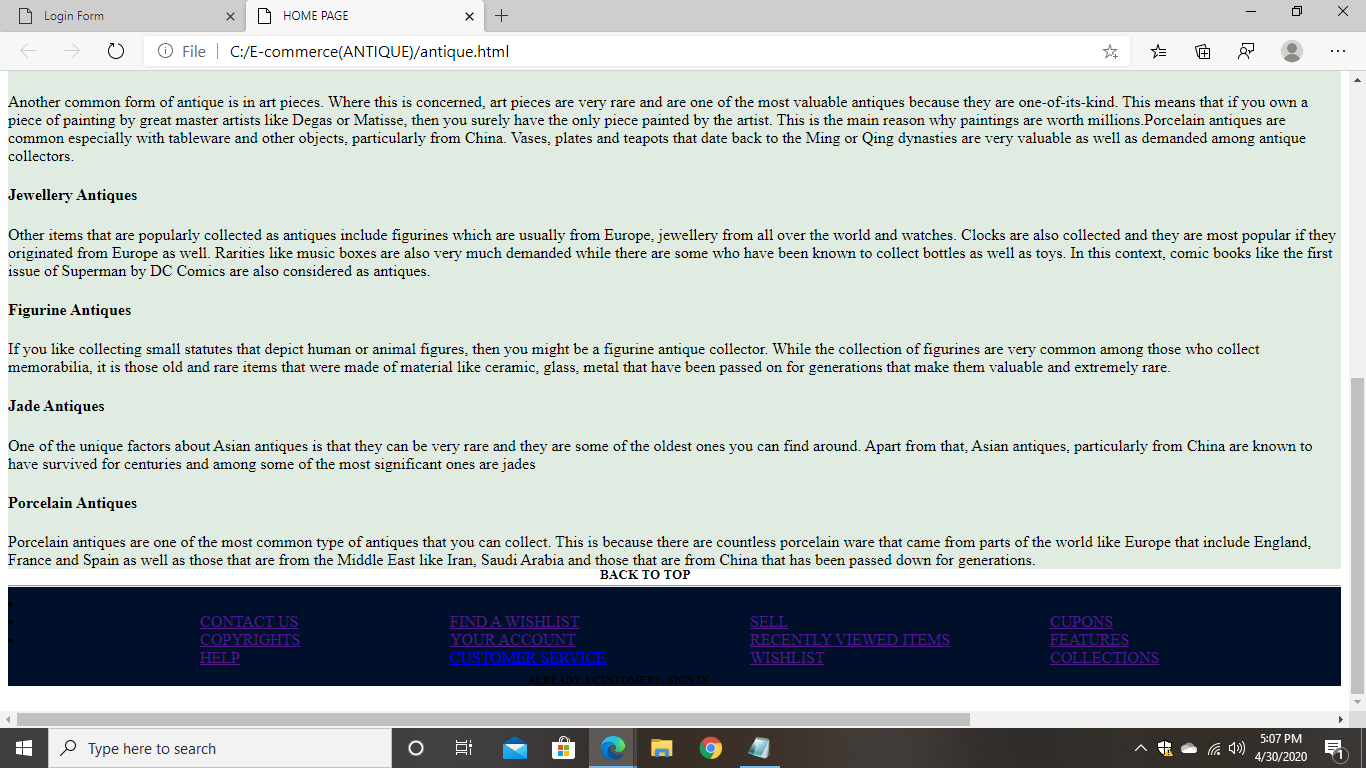 Login Form
HOME PAGE
File
C:/E-commerce(ANTIQUE)/antique.html
Another common form of antique is in art pieces. Where this is concerned, art pieces are very rare and are one of the most valuable antiques because they are one-of-its-kind. This means that if you own a
piece of painting by great master artists like Degas or Matisse, then you surely have the only piece painted by the artist. This is the main reason why paintings are worth millions.Porcelain antiques are
common especially with tableware and other objects, particularly from China. Vases, plates and teapots that date back to the Ming or Qing dynasties are very valuable as well as demanded among antique
collectors.
Jewellery Antiques
Other items that are popularly collected as antiques include figurines which are usually from Europe, jewellery from all over the world and watches. Clocks are also collected and they are most popular if they
originated from Europe as well. Rarities like music boxes are also very much demanded while there are some who have been known to collect bottles as well as toys. In this context, comic books like the first
issue of Superman by DC Comics are also considered as antiques.
Figurine Antiques
If you like collecting small statutes that depict human or animal figures, then you might be a figurine antique collector. While the collection of figurines are very common among those who collect
memorabilia, it is those old and rare items that were made of material like ceramic, glass, metal that have been passed on for generations that make them valuable and extremely rare.
Jade Antiques
One of the unique factors about Asian antiques is that they can be very rare and they are some of the oldest ones you can find around. Apart from that, Asian antiques, particularly from China are known to
have survived for centuries and among some of the most significant ones are jades
Porcelain Antiques
Porcelain antiques are one of the most common type of antiques that you can collect. This is because there are countless porcelain ware that came from parts of the world like Europe that include England,
France and Spain as well as those that are from the Middle East like Iran, Saudi Arabia and those that are from China that has been passed down for generations.
BACK TO TOP
CONTACT US FIND A WISHLIST SELL CUPONS
COPYRIGHTS YOUR ACCOUNT RECENTLY VIEWED ITEMS FEATURES
HELP CUSTOMER SERVICE WISHLIST COLLECTIONS
ALREADY A CUSTOMER?.. SIGN IN
Type here to search
5:07 PM
4/30/2020
1